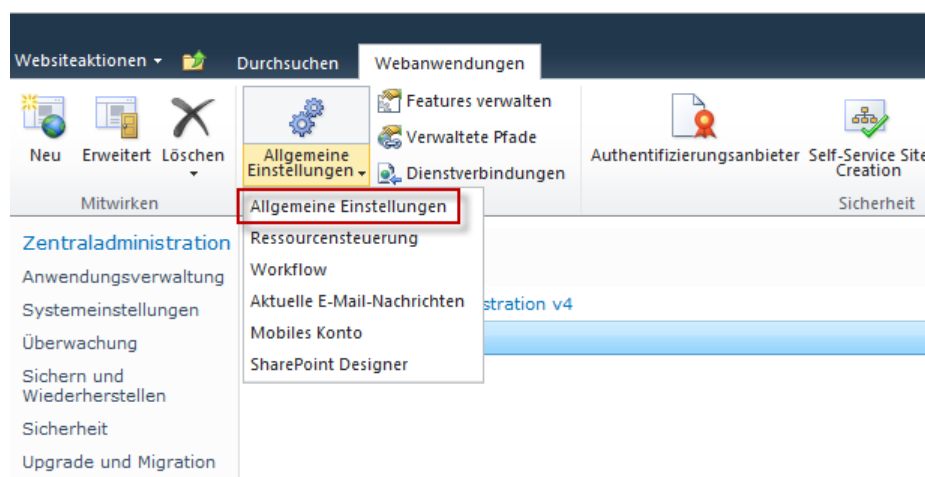 Websiteaktionen
Durchsuchen
Webanwendungen
Neu
Erweitert
Löschen
Mitwirken
Allgemeine
Einstellungen
Features verwalten
Verwaltete Pfade
Dienstverbindungen
Authentifizierungsanbieter
Self-Service Site
Creation
Sicherheit
Allgemeine Einstellungen
Ressourcensteuerung
Workflow
Aktuelle E-Mail-Nachrichten
Mobiles Konto
SharePoint Designer
stration v4
Zentraladministration
Anwendungsverwaltung
Systemeinstellungen
Überwachung
Sichern und
Wiederherstellen
Sicherheit
Upgrade und Migration